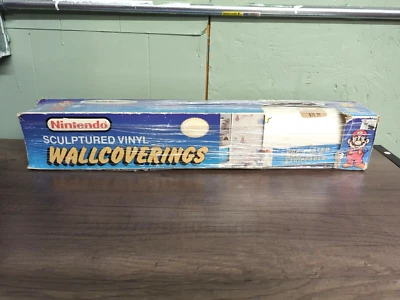 Nintendo
SCULPTURED VINYL
WALLCOVERINGS